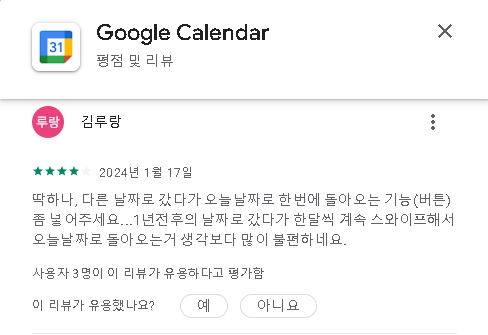 Google Calendar
평점 및 리뷰
31
루랑
김루랑
2024년 1월 17일
딱하나, 다른 날짜로 갔다가 오늘날짜로 한번에 돌아오는 기능(버튼)
좀 넣어주세요...1년전후의 날짜로 갔다가 한달씩 계속 스와이프해서
오늘날짜로 돌아오는거 생각보다 많이 불편하네요.
사용자 3명이 이 리뷰가 유용하다고 평가함
이 리뷰가 유용했나요?
예
아니요